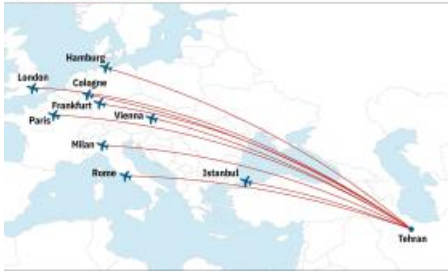 Hamburg
London
Cologne
Frankfurt
Paris
Vienna
Milan
Rome
Istanbul
Tehran